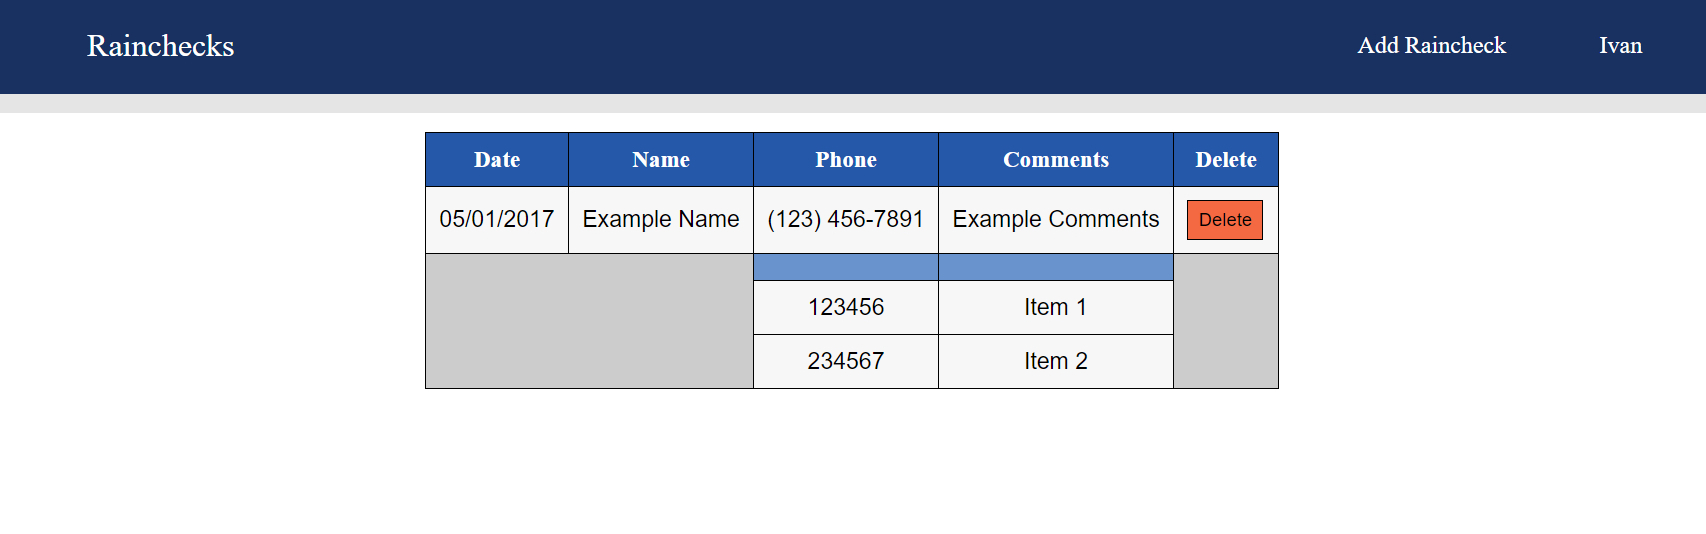 Rainchecks Add Raincheck Ivan
Date Name Phone Comments Delete
05/01/2017 Example Name (123) 456-7891 Example Comments Delete
123456 Item 1
234567 Item 2